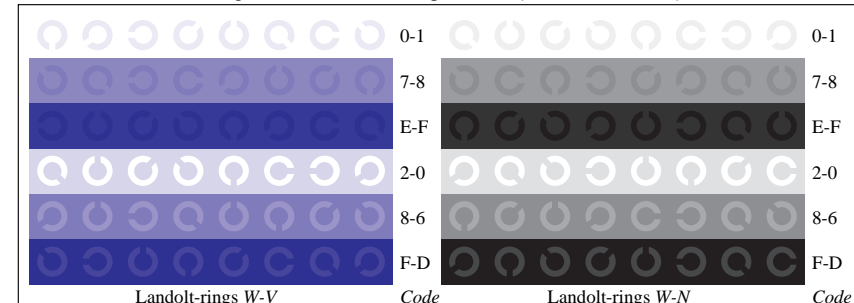 0-1 0-1
7-8 7-8
E-F E-F
2-0 2-0
8-6 8-6
F-D F-D
Landolt-rings W-V Code Landolt-rings W-N Code